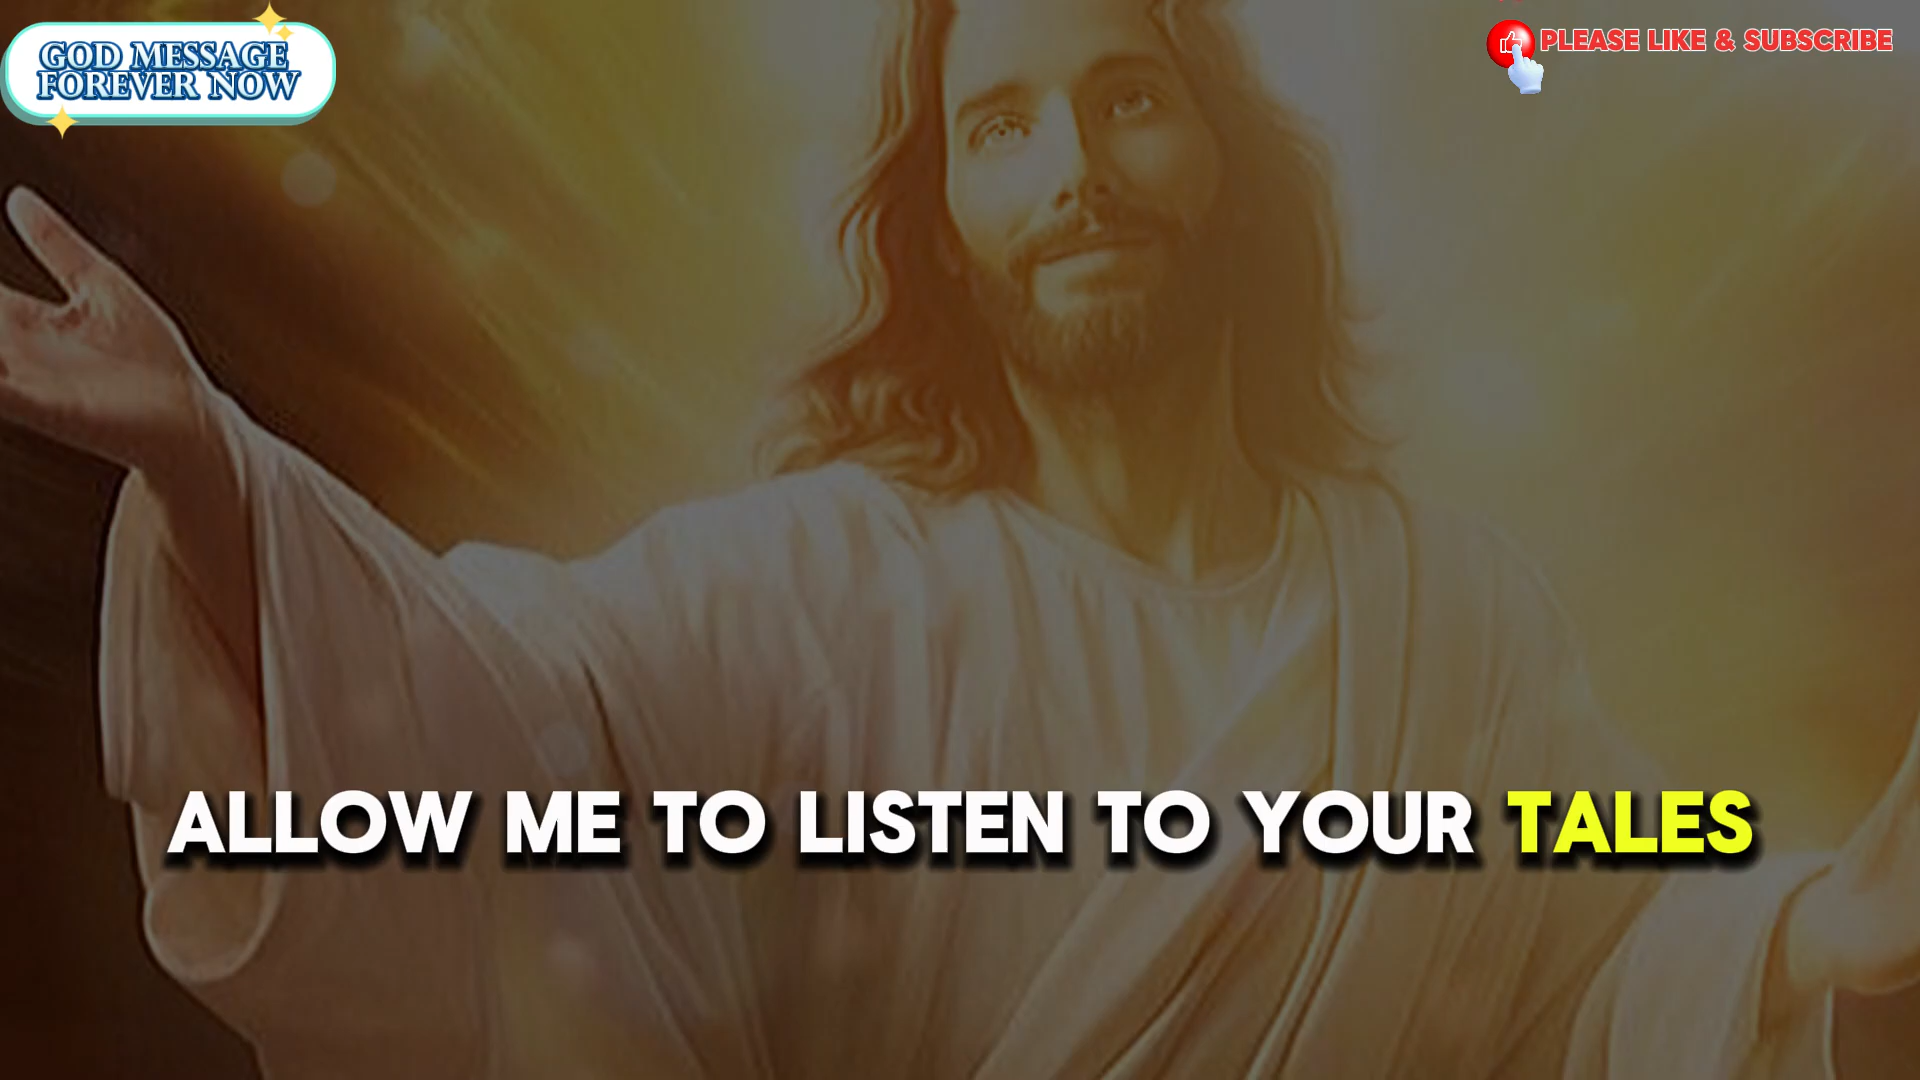 GOD MESSAGE
FOREVER NOW
PLEASE LIKE & SUBSCRIBE
ALLOW ME TO LISTEN TO YOUR TALES